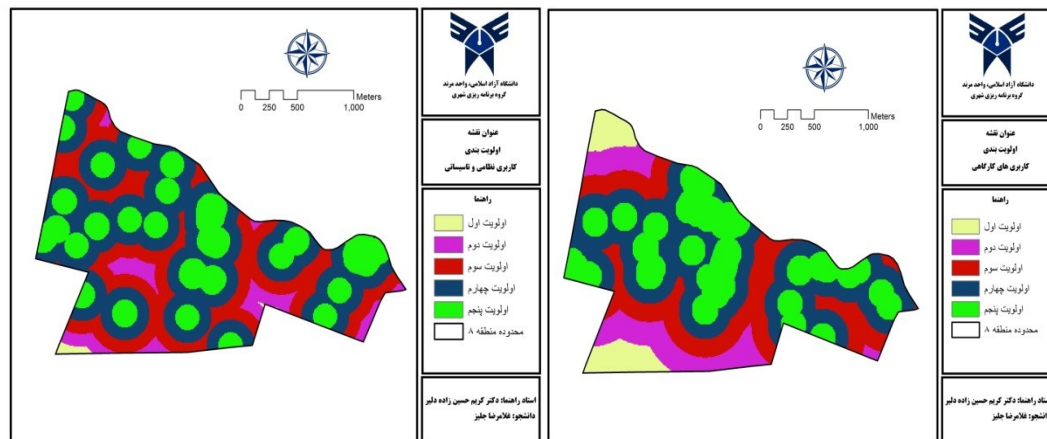 دانشگاه آزاد اسلامی، واحد مرند
گروه برنامه ریزی شهری
Meters
0 250 500 1,000
عنوان نقشه
اولویت بندی
کاربری نظامی و تاسیساتی
راهنما
اولویت اول
اولویت دوم
اولویت سوم
اولویت چهارم
اولویت پنجم
محدوده منطقه ۸
استاد راهنما: دکتر کریم حسین زاده دلیر
دانشجو: غلامرضا جلیز
دانشگاه آزاد اسلامی، واحد مرند
گروه برنامه ریزی شهری
Meters
0 250 500 1,000
عنوان نقشه
اولویت بندی
کاربری های کارگاهی
راهنما
اولویت اول
اولویت دوم
اولویت سوم
اولویت چهارم
اولویت پنجم
محدوده منطقه ۸
استاد راهنما: دکتر کریم حسین زاده دلیر
دانشجو: غلامرضا جلیز